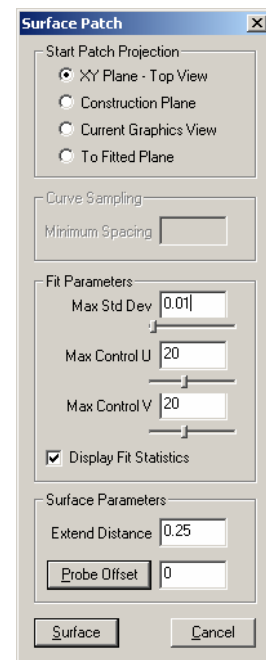 Surface Patch
Start Patch Projection
XY Plane - Top View
Construction Plane
Current Graphics View
To Fitted Plane
Curve Sampling
Minimum Spacing
Fit Parameters
Max Std Dev 0.01
Max Control U 20
Max Control V 20
Display Fit Statistics
Surface Parameters
Extend Distance 0.25
Probe Offset 0
Surface Cancel